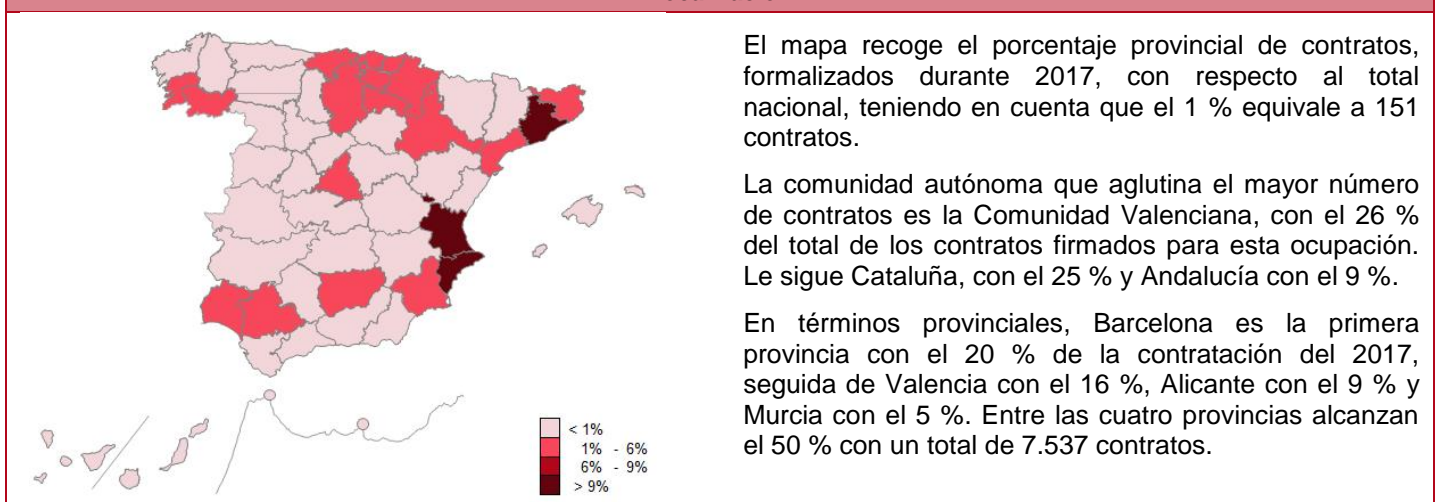 El mapa recoge el porcentaje provincial de contratos,
formalizados durante 2017, con respecto al total
nacional, teniendo en cuenta que el 1 % equivale a 151
contratos.
La comunidad autónoma que aglutina el mayor número
de contratos es la Comunidad Valenciana, con el 26 %
del total de los contratos firmados para esta ocupación.
Le sigue Cataluña, con el 25 % y Andalucía con el 9 %.
En términos provinciales, Barcelona es la primera
provincia con el 20 % de la contratación del 2017,
seguida de Valencia con el 16 %, Alicante con el 9 % y
Murcia con el 5 %. Entre las cuatro provincias alcanzan
el 50 % con un total de 7.537 contratos.
< 1%
1% - 6%
6% - 9%
> 9%